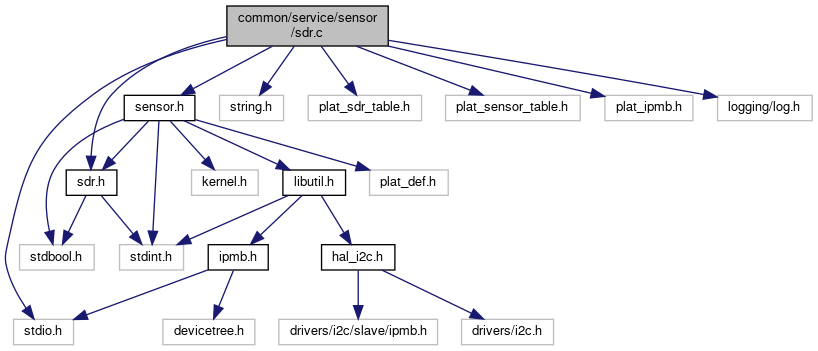 common/service/sensor
/sdr.c
sensor.h
string.h
plat_sdr_table.h
plat_sensor_table.h
plat_ipmb.h
logging/log.h
sdr.h
kernel.h
libutil.h
plat_def.h
stdbool.h
stdint.h
ipmb.h
hal_i2c.h
stdio.h
devicetree.h
drivers/i2c/slave/ipmb.h
drivers/i2c.h